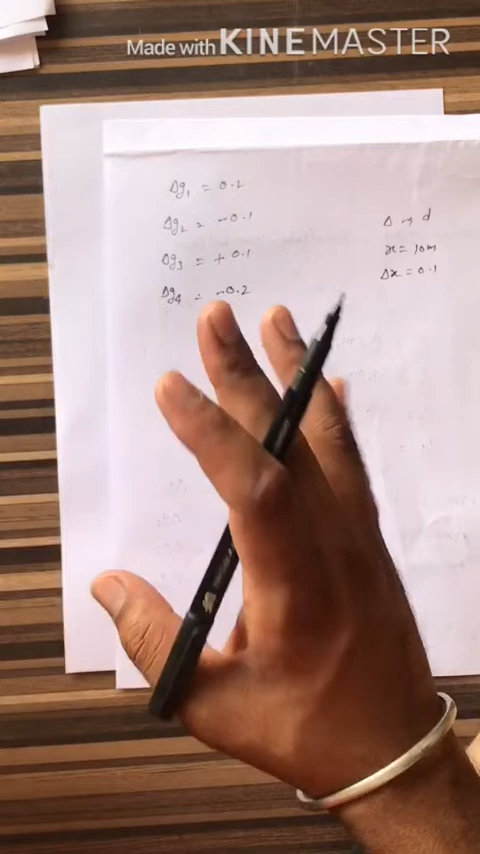 Made with KINEMASTER
Δg₁ = 0.2
Δg₂ = -0.1
Δg₃ = + 0.1
Δg₄ = -0.2
Δ → d
x = 10m
Δx = 0.1